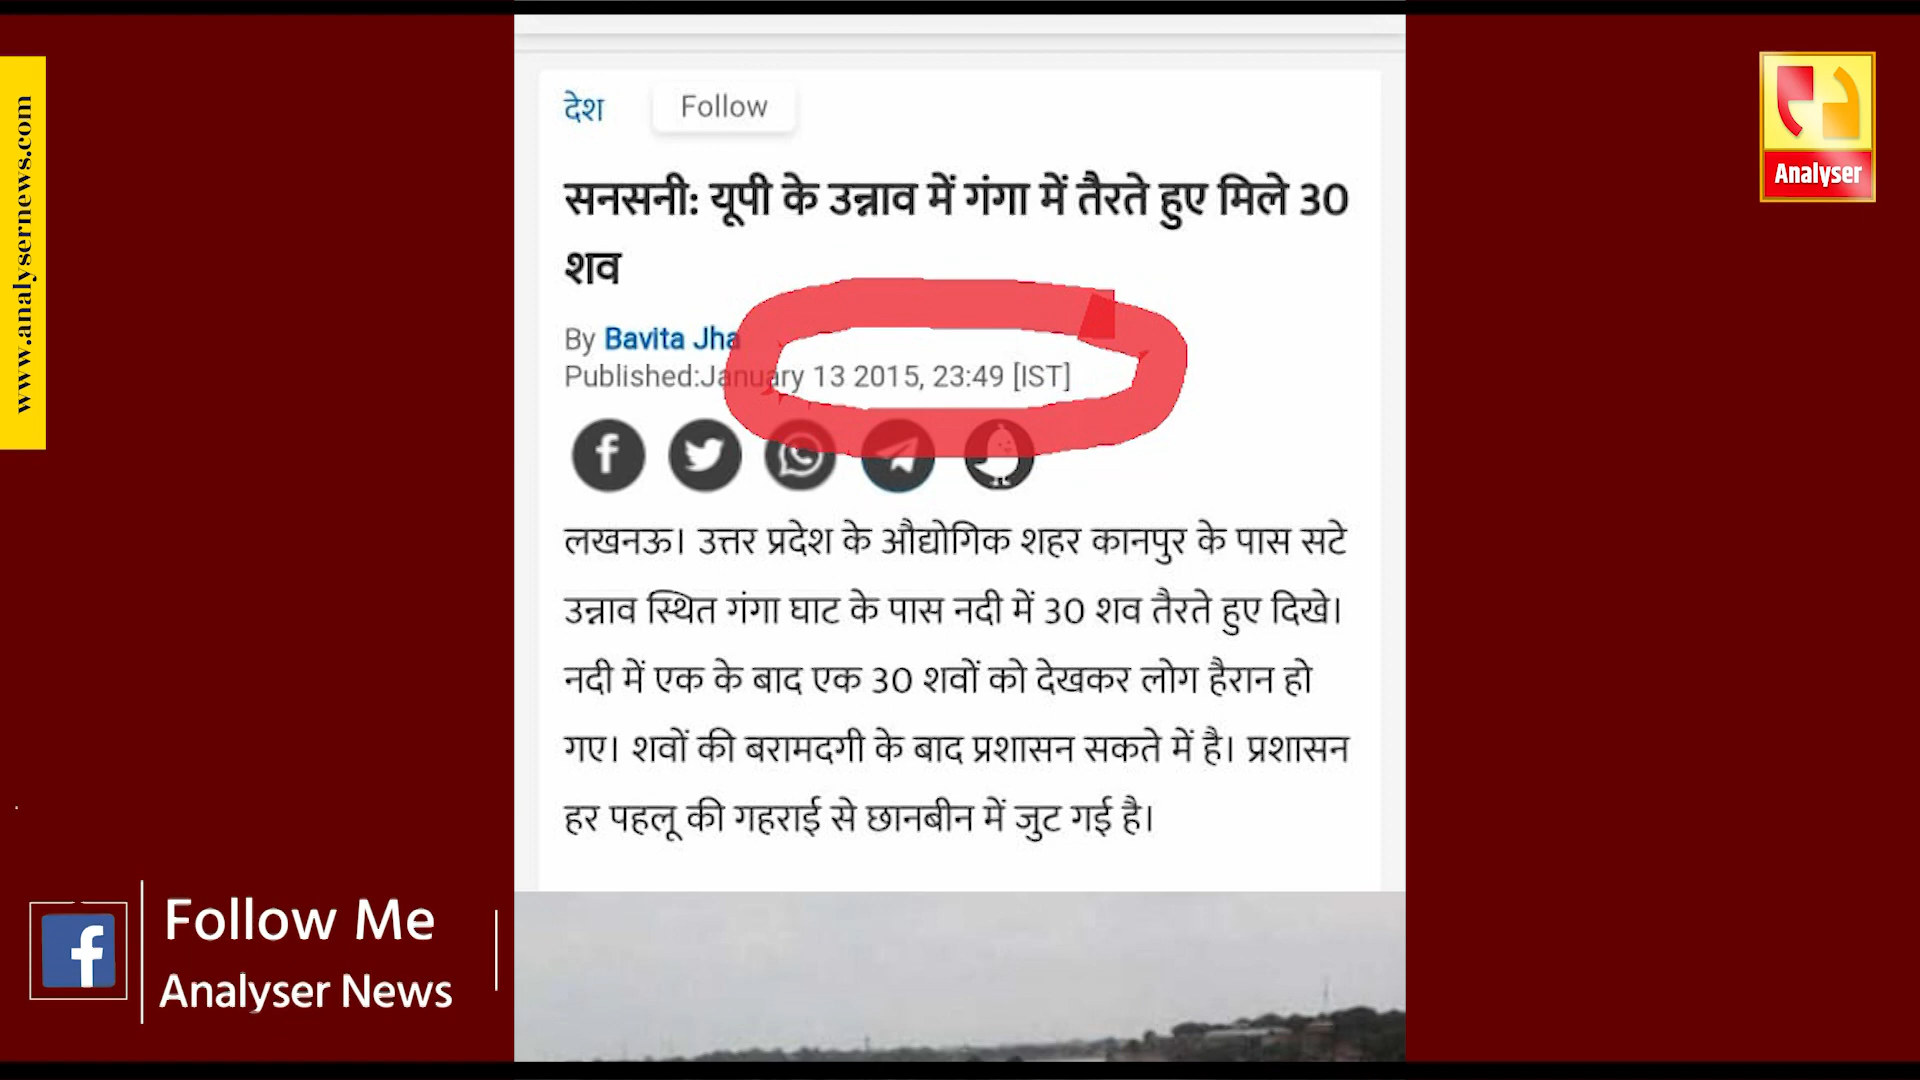 www.analysernews.com
देश
Follow
सनसनी: यूपी के उन्नाव में गंगा में तैरते हुए मिले 30
शव
By Bavita Jha
Published:January 13 2015, 23:49 [IST]
लखनऊ। उत्तर प्रदेश के औद्योगिक शहर कानपुर के पास सटे
उन्नाव स्थित गंगा घाट के पास नदी में 30 शव तैरते हुए दिखे।
नदी में एक के बाद एक 30 शवों को देखकर लोग हैरान हो
गए। शवों की बरामदगी के बाद प्रशासन सकते में है। प्रशासन
हर पहलू की गहराई से छानबीन में जुट गई है।
Analyser
Follow Me
Analyser News